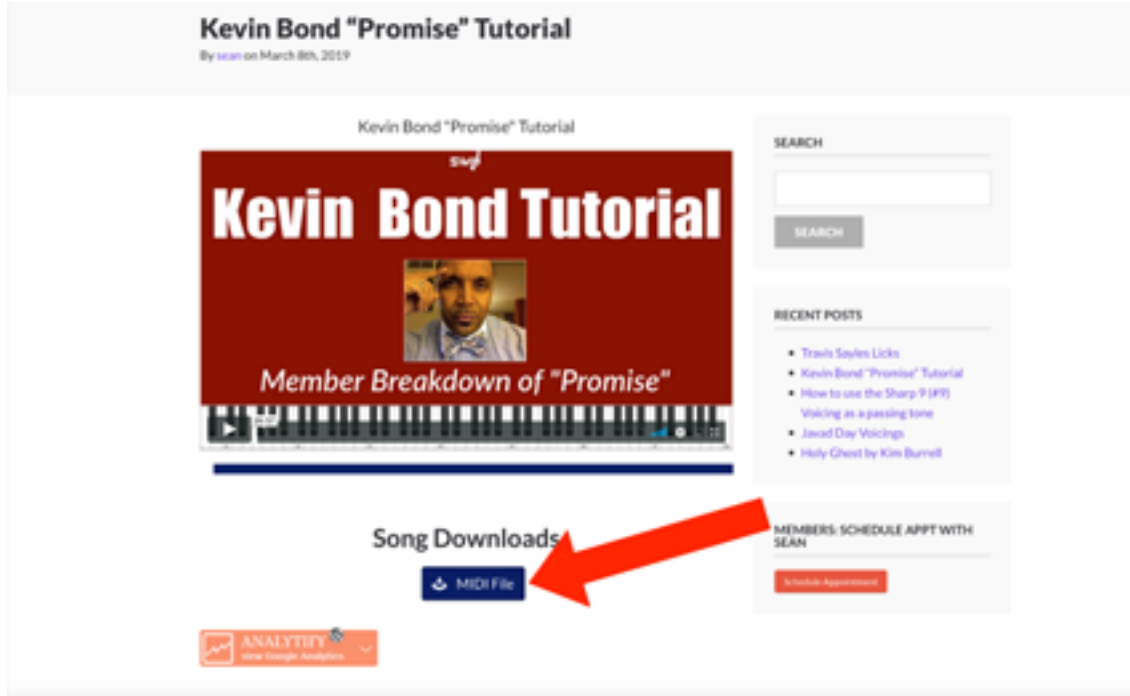 Kevin Bond “Promise” Tutorial
By sean on March 8th, 2019
Kevin Bond "Promise" Tutorial
swp
Kevin Bond Tutorial
Member Breakdown of "Promise"
Song Downloads
MIDI File
ANALYTIFY
view Google Analytics
SEARCH
SEARCH
RECENT POSTS
Travis Sayles Licks
Kevin Bond "Promise" Tutorial
How to use the Sharp 9 (#9)
Voicing as a passing tone
Javad Day Voicings
Holy Ghost by Kim Burrell
MEMBERS: SCHEDULE APPT WITH
SEAN
Schedule Appointment